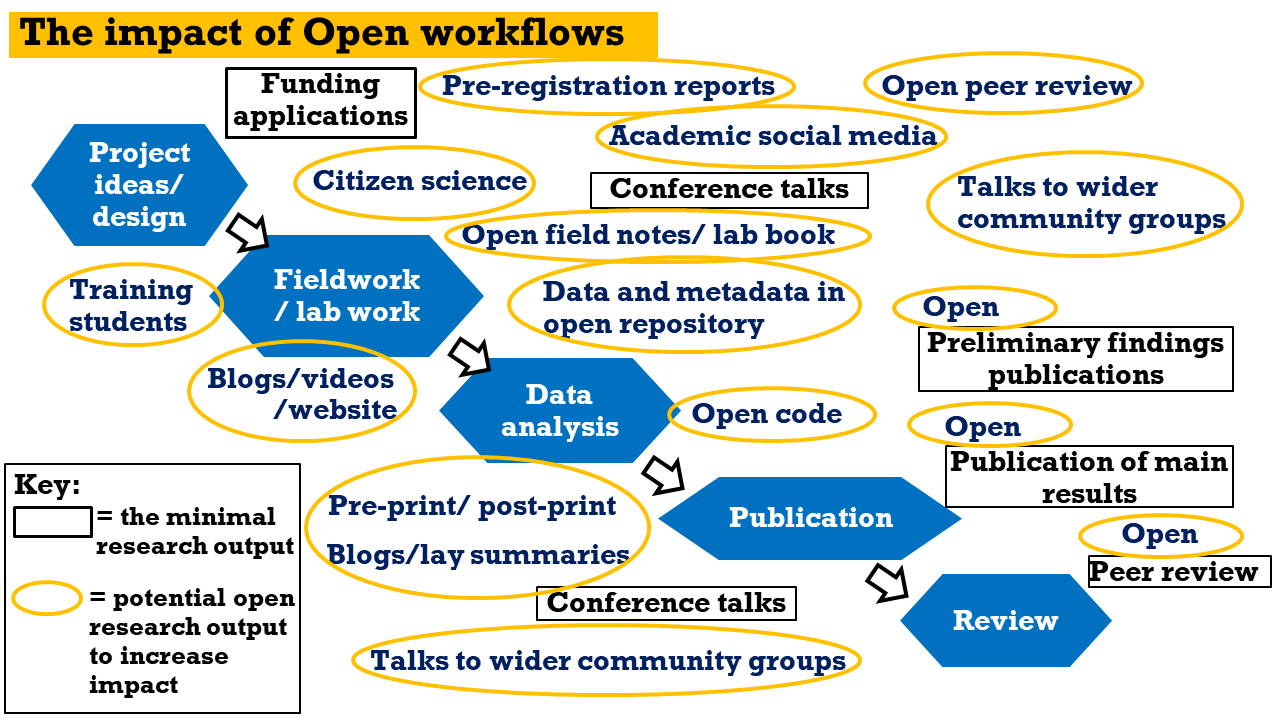 The impact of Open workflows
Funding
applications
Pre-registration reports
Open peer review
Academic social media
Project
ideas/
design
Citizen science
Conference talks
Talks to wider
community groups
Open field notes/ lab book
Fieldwork
/ lab work
Training
students
Data and metadata in
open repository
Open
Preliminary findings
publications
Blogs/videos
/website
Data
analysis
Open code
Open
Publication of main
results
Key:
= the minimal
research output
= potential open
research output
to increase
impact
Pre-print/ post-print
Blogs/lay summaries
Publication
Open
Peer review
Conference talks
Review
Talks to wider community groups